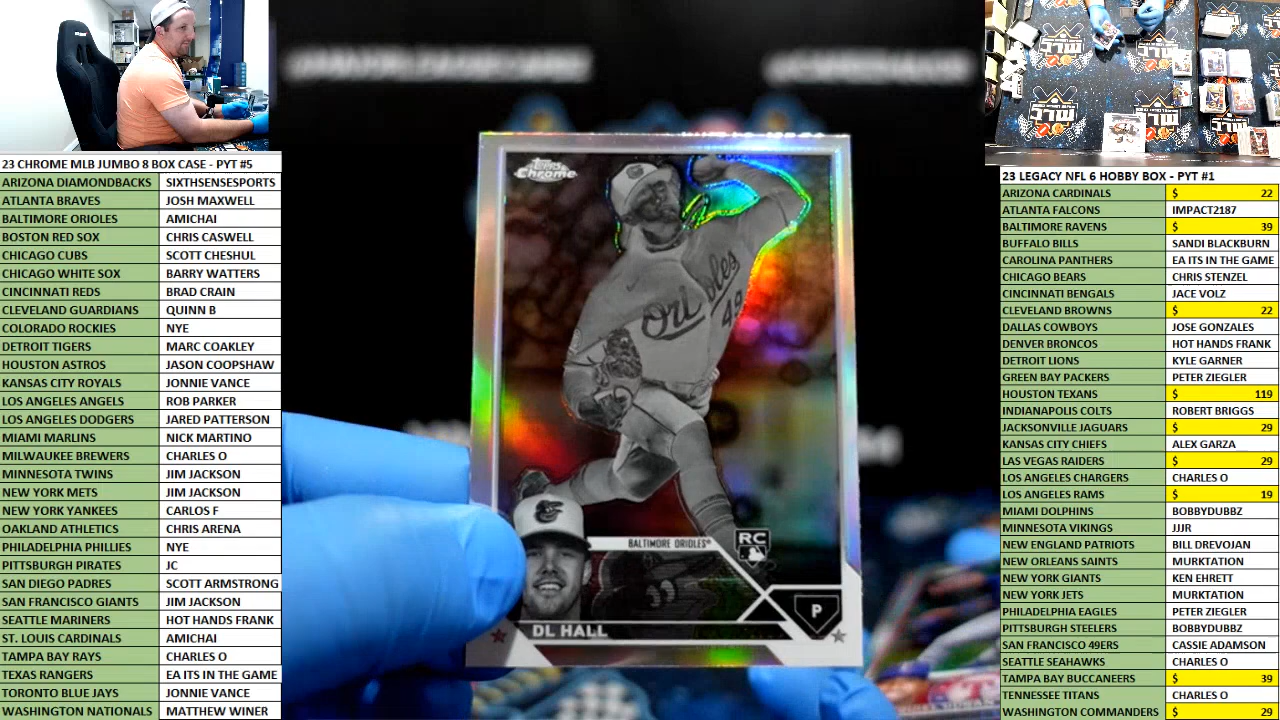 23 CHROME MLB JUMBO 8 BOX CASE - PYT #5
ARIZONA DIAMONDBACKS SIXTHSENSESPORTS
ATLANTA BRAVES JOSH MAXWELL
BALTIMORE ORIOLES AMICHAI
BOSTON RED SOX CHRIS CASWELL
CHICAGO CUBS SCOTT CHESHUL
CHICAGO WHITE SOX BARRY WATTERS
CINCINNATI REDS BRAD CRAIN
CLEVELAND GUARDIANS QUINN B
COLORADO ROCKIES NYE
DETROIT TIGERS MARC COAKLEY
HOUSTON ASTROS JASON COOPSHAW
KANSAS CITY ROYALS JONNIE VANCE
LOS ANGELES ANGELS ROB PARKER
LOS ANGELES DODGERS JARED PATTERSON
MIAMI MARLINS NICK MARTINO
MILWAUKEE BREWERS CHARLES O
MINNESOTA TWINS JIM JACKSON
NEW YORK METS JIM JACKSON
NEW YORK YANKEES CARLOS F
OAKLAND ATHLETICS CHRIS ARENA
PHILADELPHIA PHILLIES NYE
PITTSBURGH PIRATES JC
SAN DIEGO PADRES SCOTT ARMSTRONG
SAN FRANCISCO GIANTS JIM JACKSON
SEATTLE MARINERS HOT HANDS FRANK
ST. LOUIS CARDINALS AMICHAI
TAMPA BAY RAYS CHARLES O
TEXAS RANGERS EA ITS IN THE GAME
TORONTO BLUE JAYS JONNIE VANCE
WASHINGTON NATIONALS MATTHEW WINER
Topps
Chrome
Orioles
49
BALTIMORE ORIOLES
RC
P
DL HALL
23 LEGACY NFL 6 HOBBY BOX - PYT #1
ARIZONA CARDINALS $ 22
ATLANTA FALCONS IMPACT2187
BALTIMORE RAVENS $ 39
BUFFALO BILLS SANDI BLACKBURN
CAROLINA PANTHERS EA ITS IN THE GAME
CHICAGO BEARS CHRIS STENZEL
CINCINNATI BENGALS JACE VOLZ
CLEVELAND BROWNS $ 22
DALLAS COWBOYS JOSE GONZALES
DENVER BRONCOS HOT HANDS FRANK
DETROIT LIONS KYLE GARNER
GREEN BAY PACKERS PETER ZIEGLER
HOUSTON TEXANS $ 119
INDIANAPOLIS COLTS ROBERT BRIGGS
JACKSONVILLE JAGUARS $ 29
KANSAS CITY CHIEFS ALEX GARZA
LAS VEGAS RAIDERS $ 29
LOS ANGELES CHARGERS CHARLES O
LOS ANGELES RAMS $ 19
MIAMI DOLPHINS BOBBYDUBBZ
MINNESOTA VIKINGS JJJR
NEW ENGLAND PATRIOTS BILL DREVOJAN
NEW ORLEANS SAINTS MURKTATION
NEW YORK GIANTS KEN EHRETT
NEW YORK JETS MURKTATION
PHILADELPHIA EAGLES PETER ZIEGLER
PITTSBURGH STEELERS BOBBYDUBBZ
SAN FRANCISCO 49ERS CASSIE ADAMSON
SEATTLE SEAHAWKS CHARLES O
TAMPA BAY BUCCANEERS $ 39
TENNESSEE TITANS CHARLES O
WASHINGTON COMMANDERS $ 29